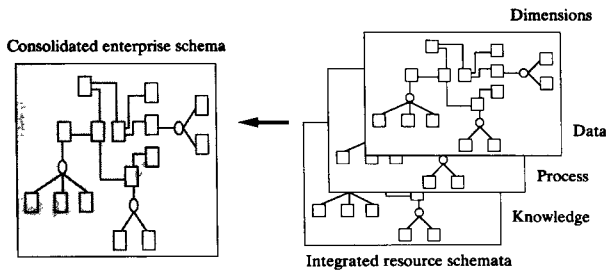 Dimensions
Consolidated enterprise schema
Data
Process
Knowledge
Integrated resource schemata